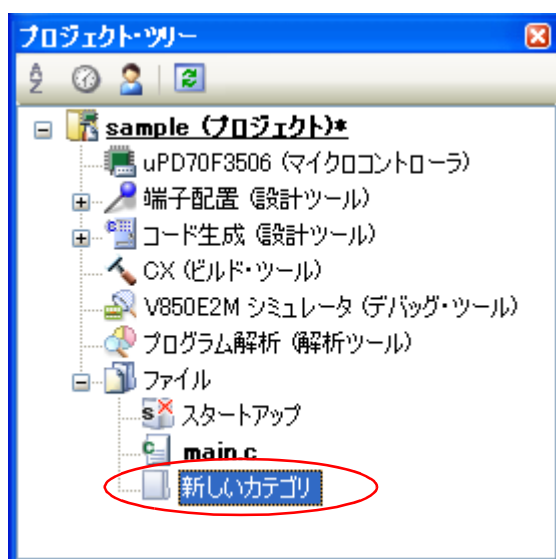 プロジェクト・ツリー
sample (プロジェクト)*
uPD70F3506 (マイクロコントローラ)
端子配置 (設計ツール)
コード生成 (設計ツール)
CX (ビルド・ツール)
V850E2M シミュレータ (デバッグ・ツール)
プログラム解析 (解析ツール)
ファイル
スタートアップ
main.c
新しいカテゴリ